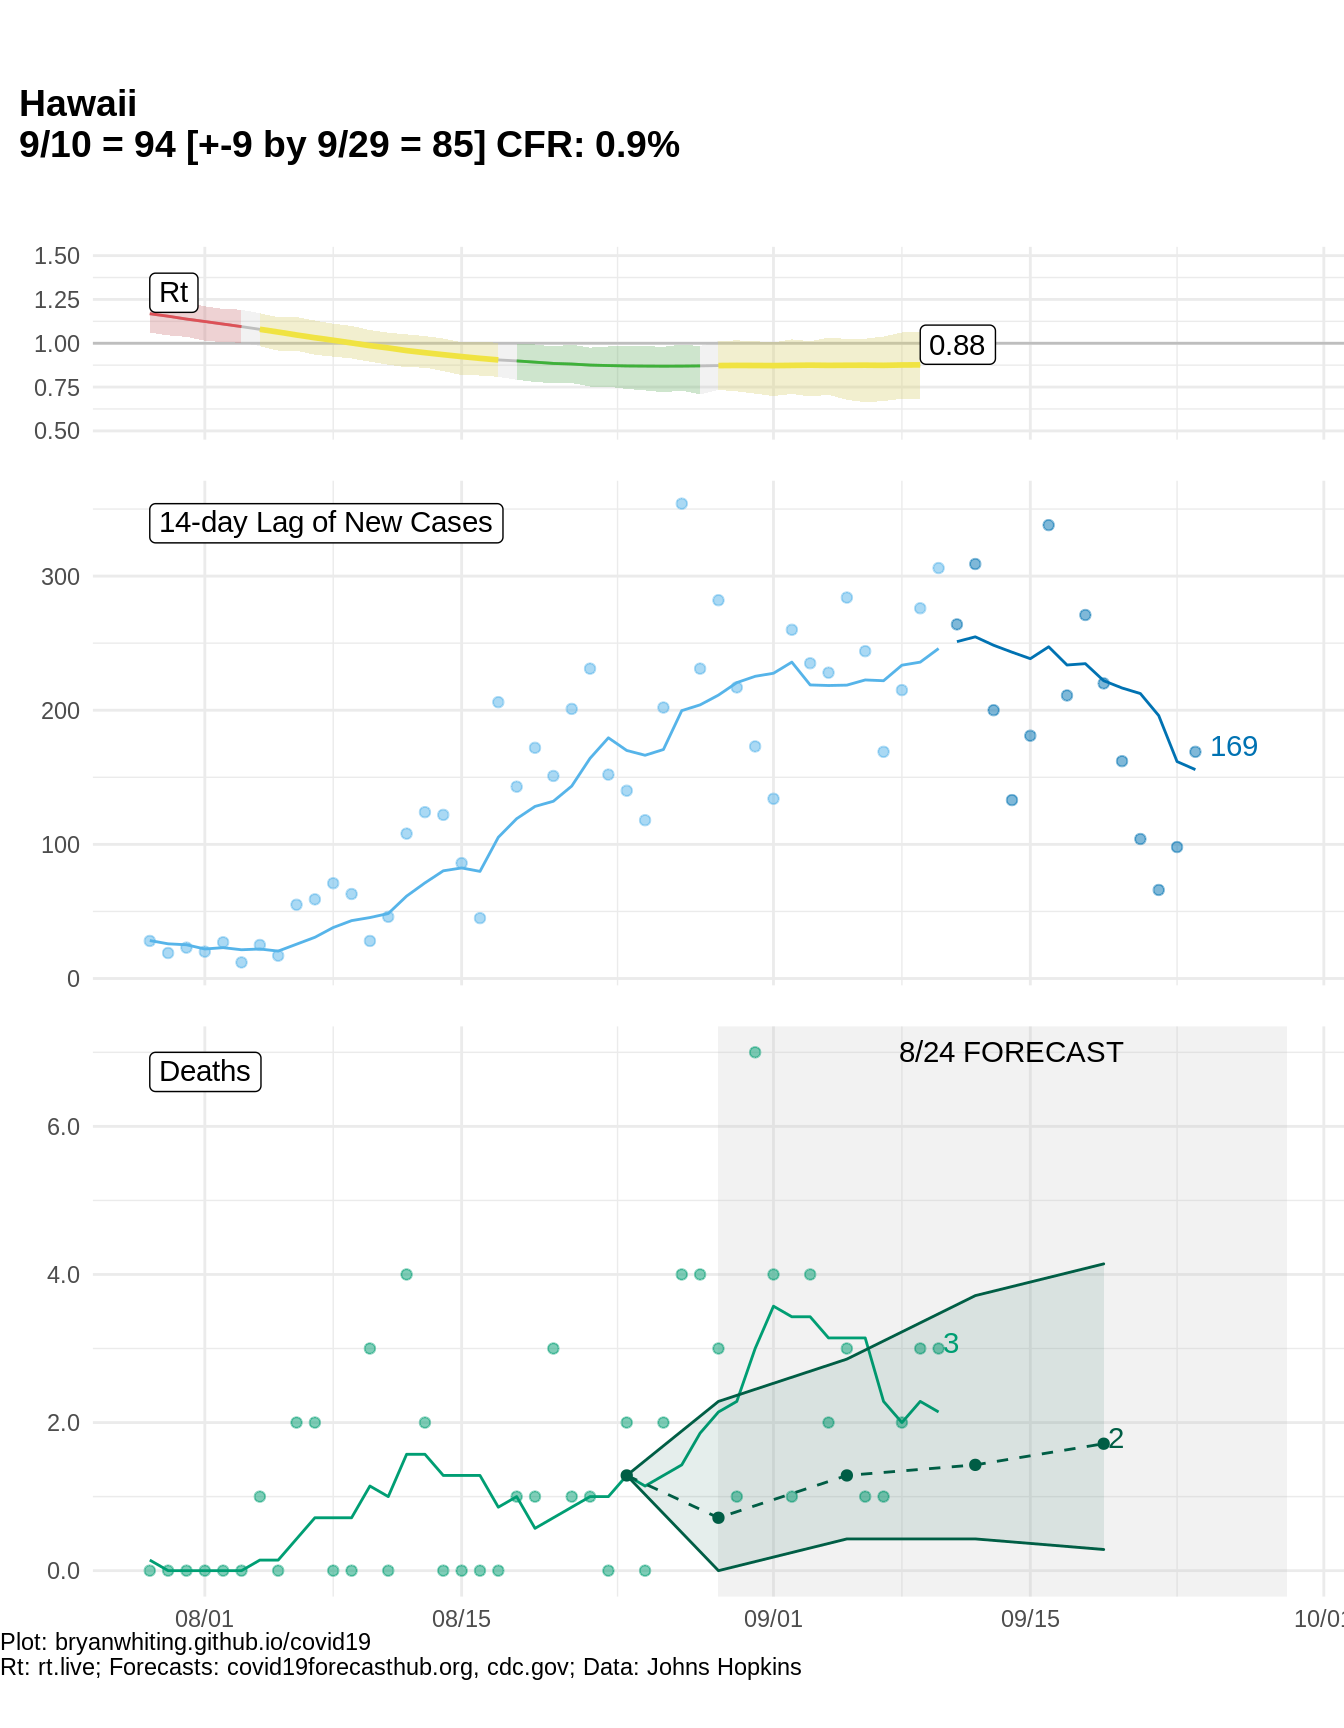 Hawaii
9/10 = 94 [+-9 by 9/29 = 85] CFR: 0.9%
1.50
1.25
1.00
0.75
0.50
Rt
0.88
14-day Lag of New Cases
300
200
100
0
169
Deaths
8/24 FORECAST
6.0
4.0
2.0
0.0
3
2
08/01
08/15
09/01
09/15
10/01
Plot: bryanwhiting.github.io/covid19
Rt: rt.live; Forecasts: covid19forecasthub.org, cdc.gov; Data: Johns Hopkins